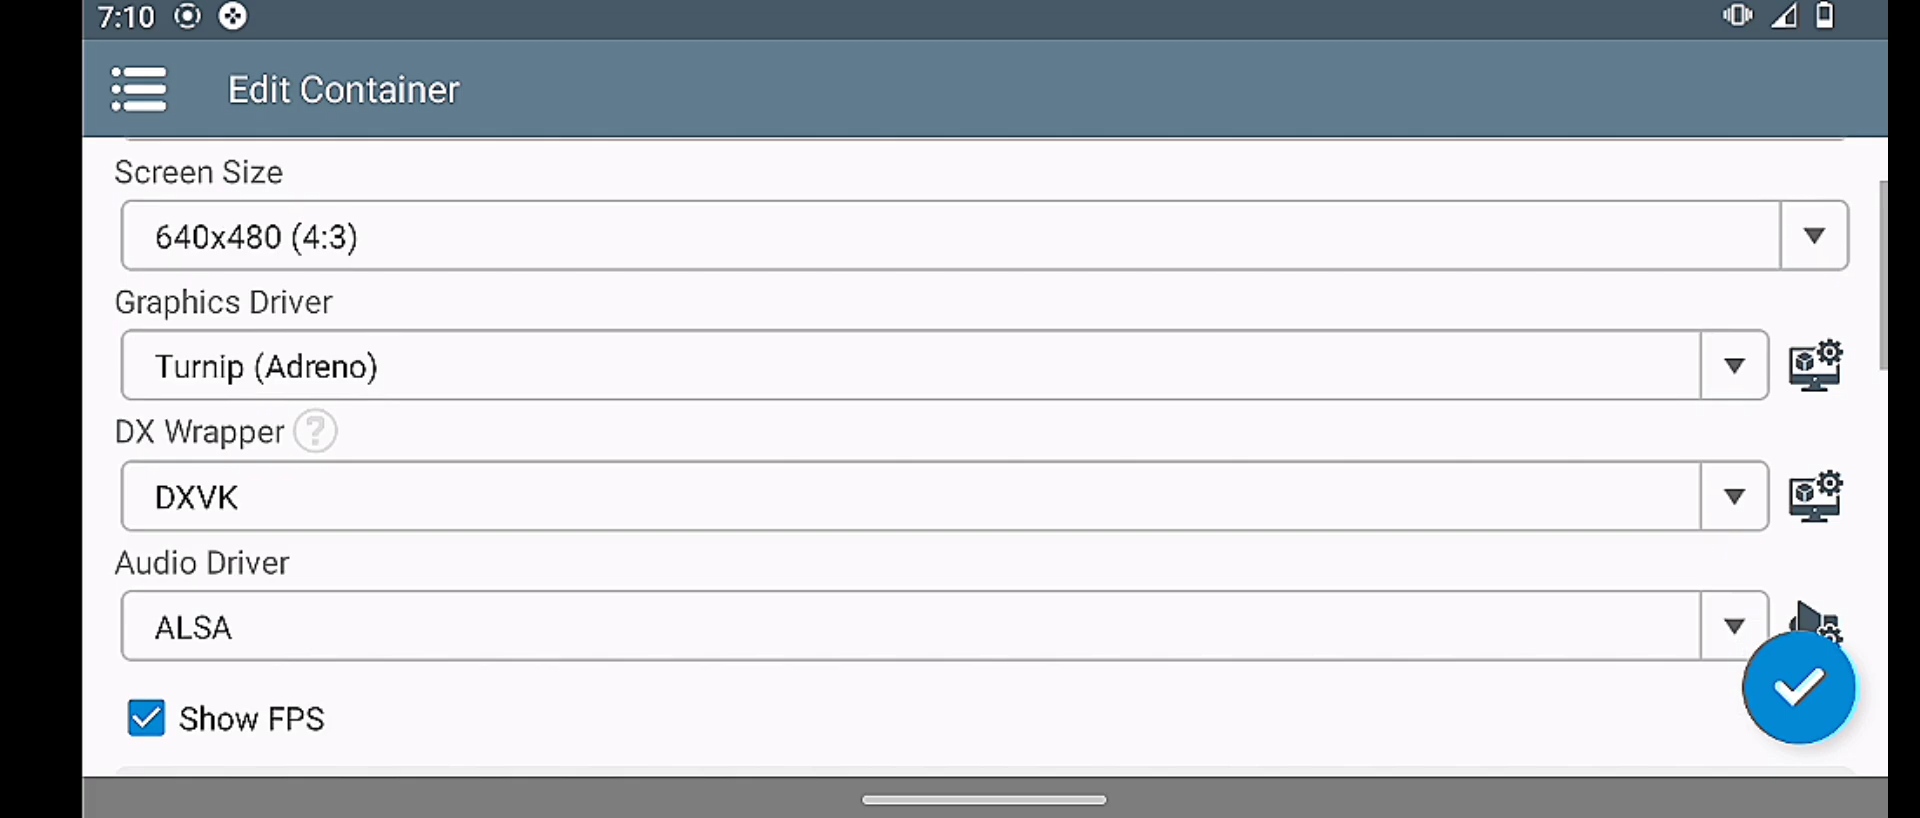 7:10
Edit Container
Screen Size
640x480 (4:3)
Graphics Driver
Turnip (Adreno)
DX Wrapper ?
DXVK
Audio Driver
ALSA
Show FPS